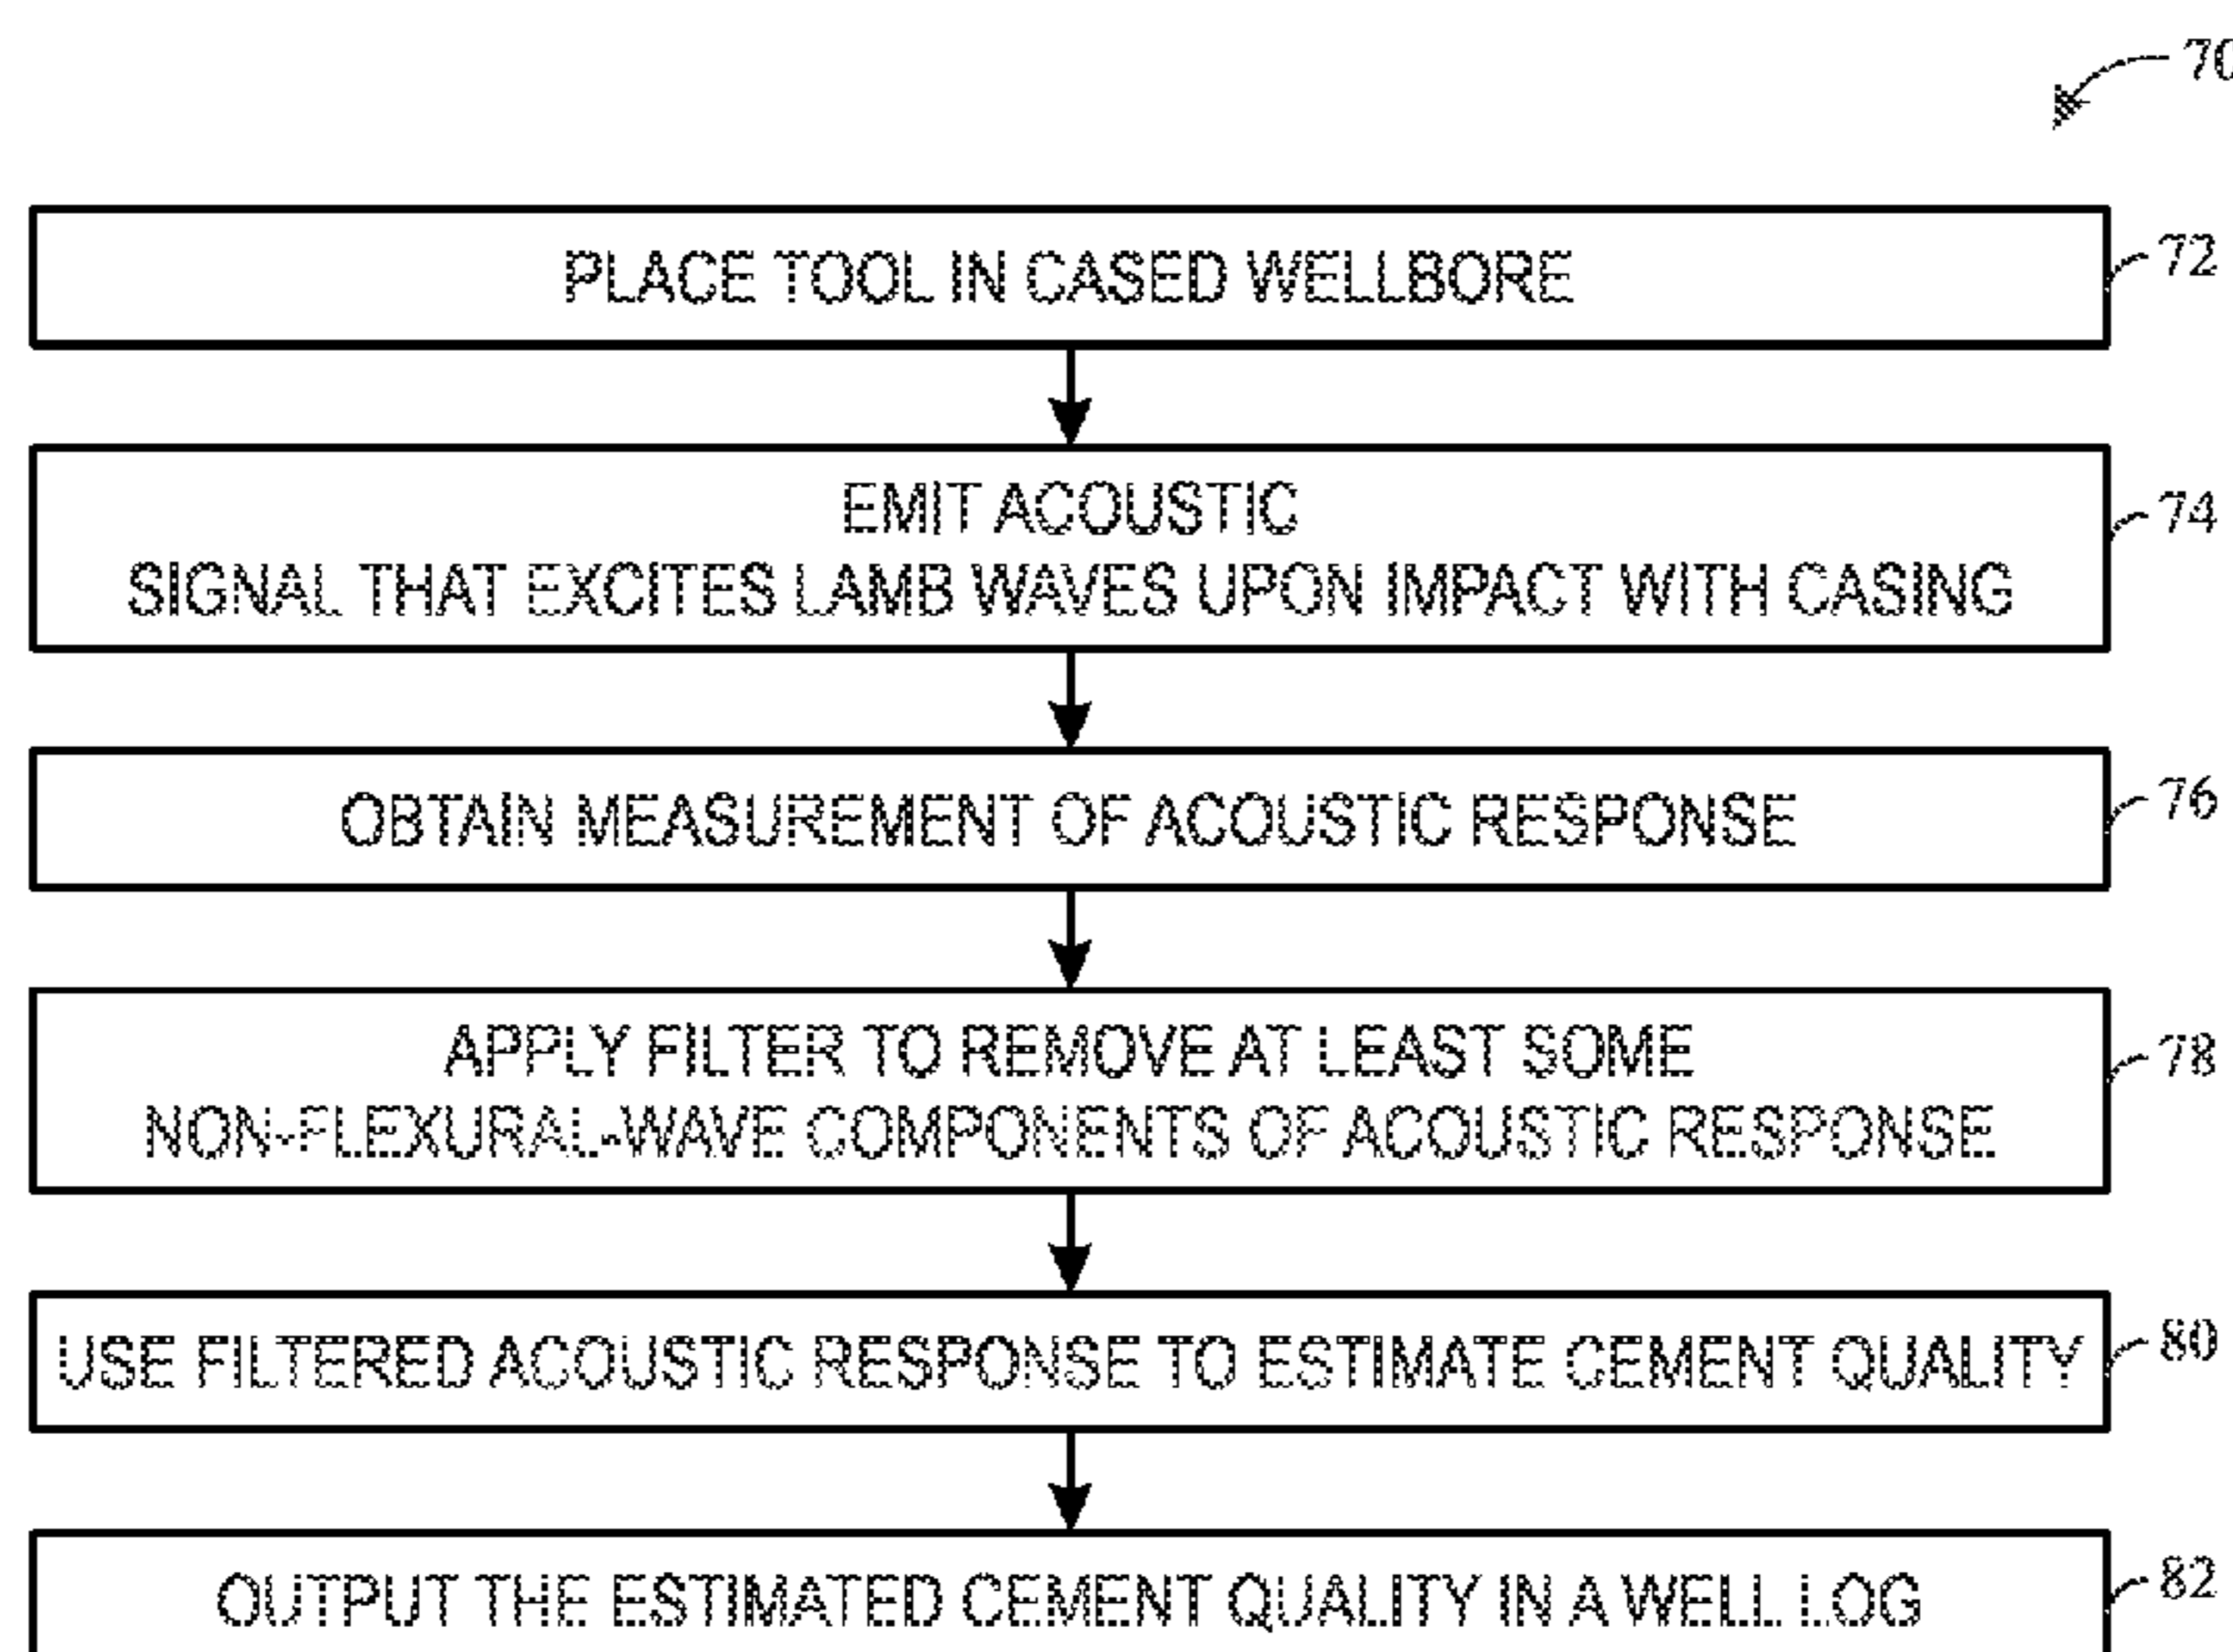 70
PLACE TOOL IN CASED WELLBORE
72
EMIT ACOUSTIC
SIGNAL THAT EXCITES LAMB WAVES UPON IMPACT WITH CASING
74
OBTAIN MEASUREMENT OF ACOUSTIC RESPONSE
76
APPLY FILTER TO REMOVE AT LEAST SOME
NON-FLEXURAL-WAVE COMPONENTS OF ACOUSTIC RESPONSE
78
USE FILTERED ACOUSTIC RESPONSE TO ESTIMATE CEMENT QUALITY
80
OUTPUT THE ESTIMATED CEMENT QUALITY IN A WELL LOG
82